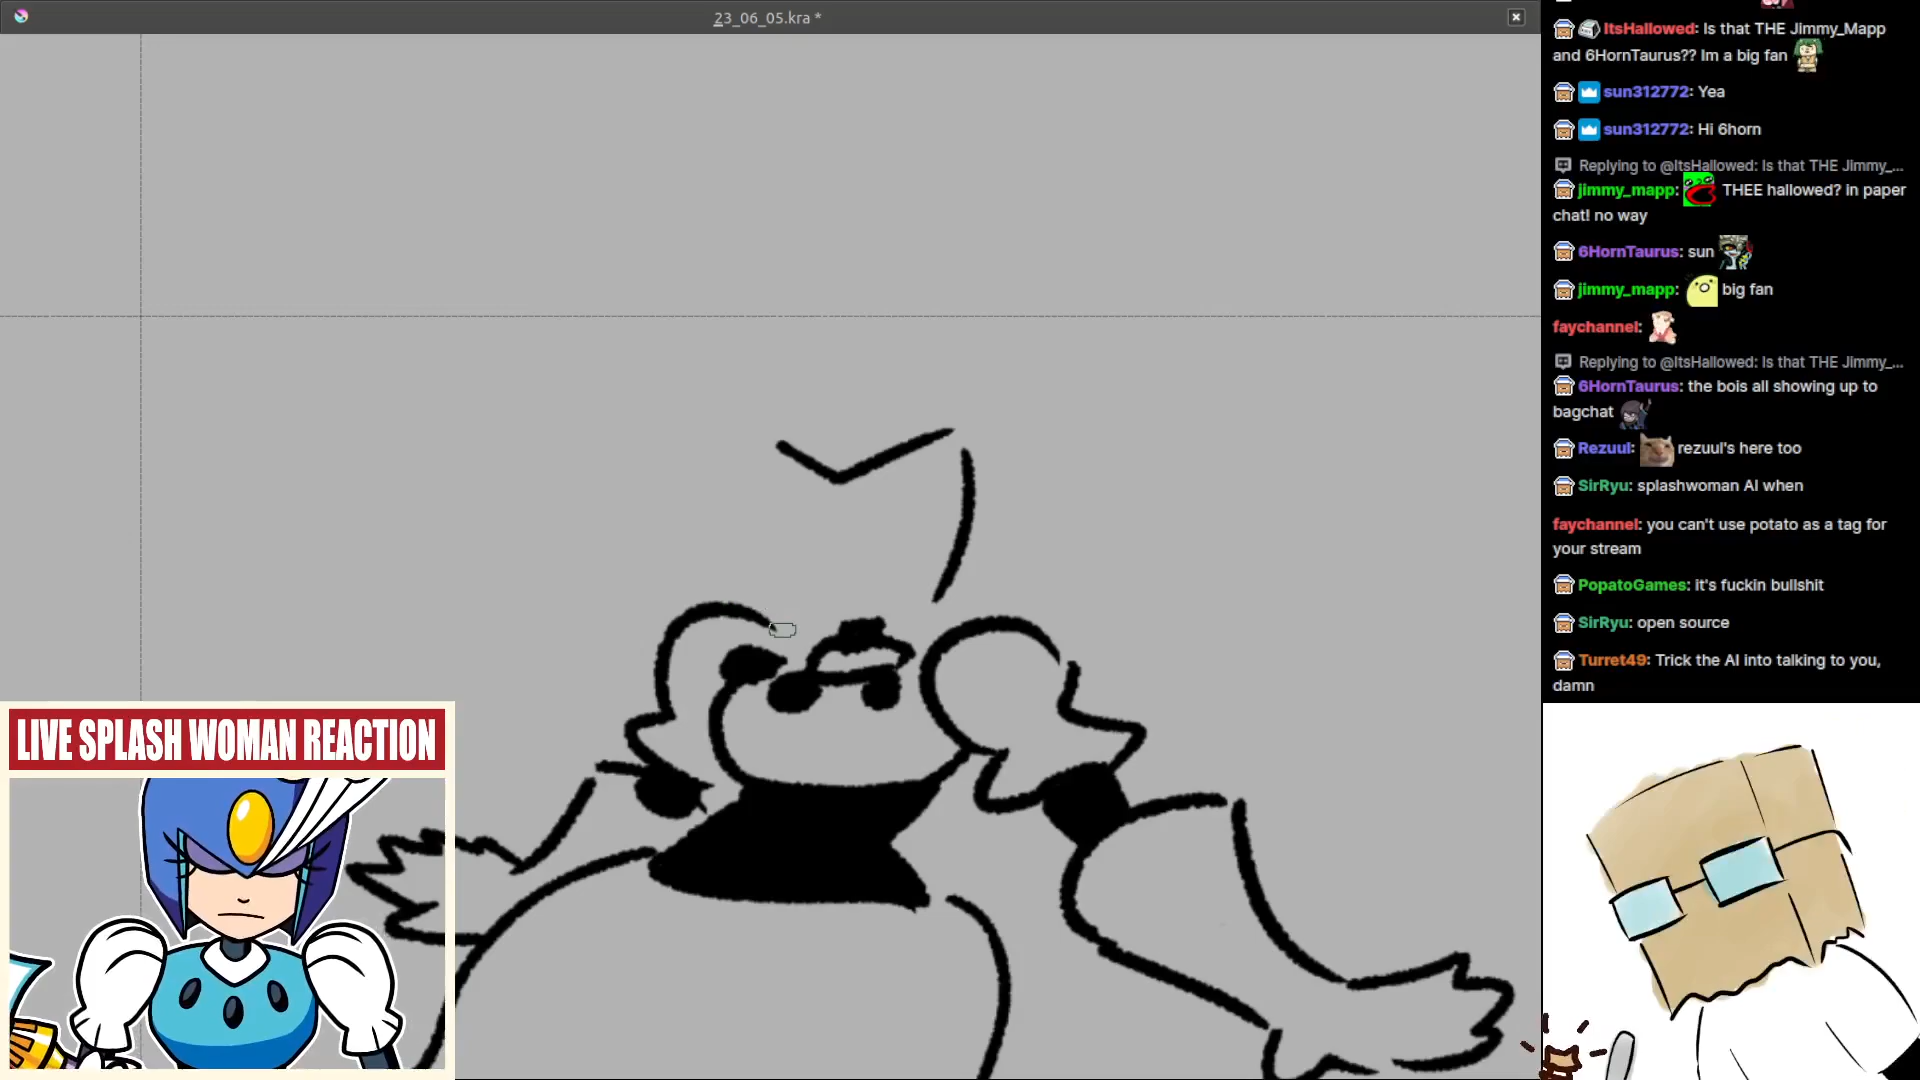 23_06_05.kra *
ItsHallowed: Is that THE Jimmy_Mapp
and 6HornTaurus?? Im a big fan
sun312772: Yea
sun312772: Hi 6horn
Replying to @ItsHallowed: Is that THE Jimmy_...
jimmy_mapp: THEE hallowed? in paper
chat! no way
6HornTaurus: sun
jimmy_mapp: big fan
faychannel:
Replying to @ItsHallowed: Is that THE Jimmy_...
6HornTaurus: the bois all showing up to
bagchat
Rezuul: rezuul's here too
SirRyu: splashwoman AI when
faychannel: you can't use potato as a tag for
your stream
PopatoGames: it's fuckin bullshit
SirRyu: open source
Turret49: Trick the AI into talking to you,
damn
LIVE SPLASH WOMAN REACTION